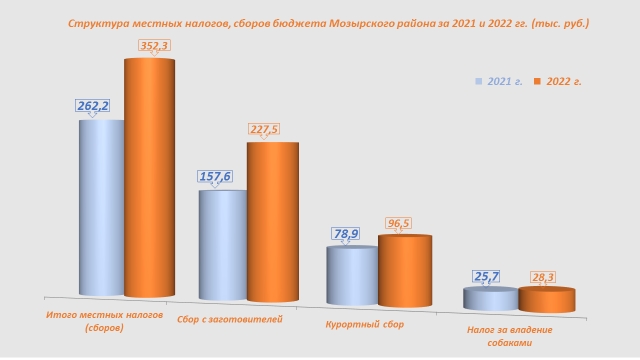 Структура местных налогов, сборов бюджета Мозырского района за 2021 и 2022 гг. (тыс. руб.)
352,3
2021 г. 2022 г.
262,2
227,5
157,6
96,5
78,9
25,7 28,3
Итого местных налогов
(сборов)
Сбор с заготовителей
Курортный сбор
Налог за владение
собаками